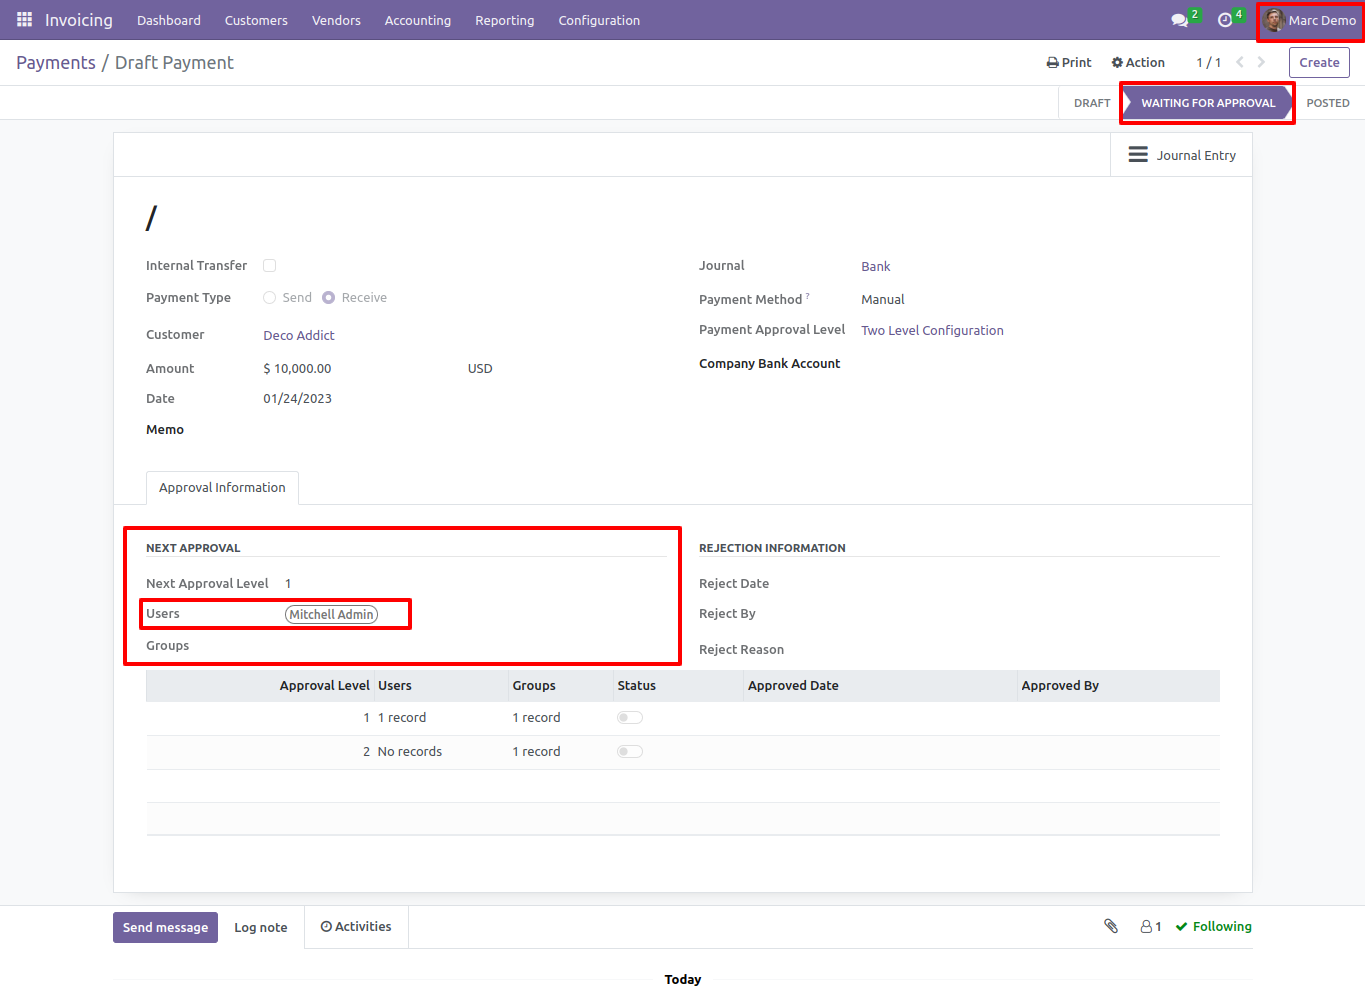 Invoicing Dashboard Customers Vendors Accounting Reporting Configuration 2 4 Marc Demo
Payments / Draft Payment Print Action 1 / 1 Create
DRAFT WAITING FOR APPROVAL POSTED
Journal Entry
/
Internal Transfer Journal Bank
Payment Type Send Receive Payment Method ? Manual
Customer Deco Addict Payment Approval Level Two Level Configuration
Amount $ 10,000.00 USD Company Bank Account
Date 01/24/2023
Memo
Approval Information
NEXT APPROVAL REJECTION INFORMATION
Next Approval Level 1 Reject Date
Users Mitchell Admin Reject By
Groups Reject Reason
Approval Level Users Groups Status Approved Date Approved By
1 1 record 1 record
2 No records 1 record
Send message Log note Activities 1 Following
Today